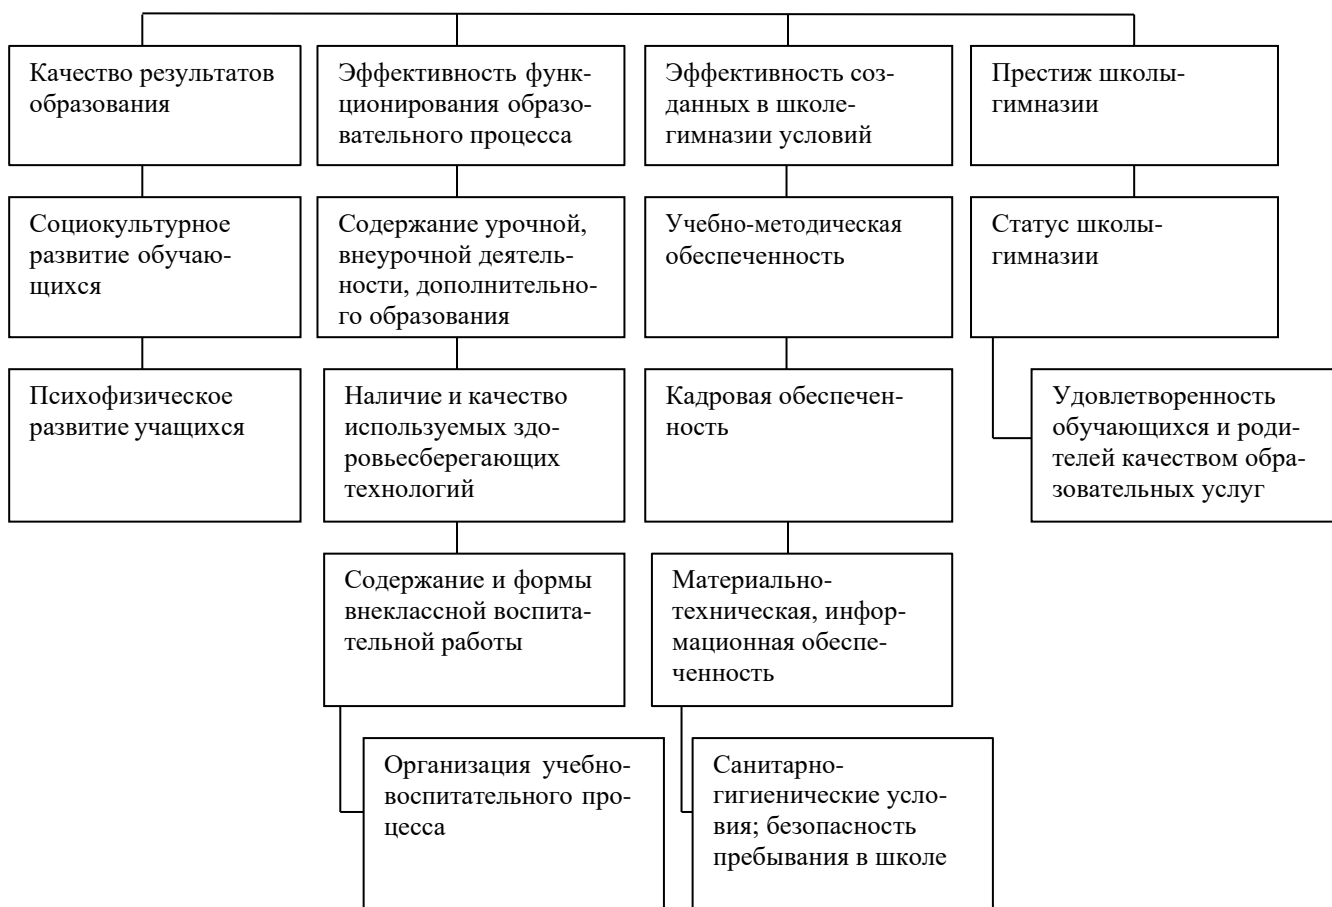 Качество результатов
образования
Эффективность функ-
ционирования образо-
вательного процесса
Эффективность соз-
данных в школе-
гимназии условий
Престиж школы-
гимназии
Социокультурное
развитие обучаю-
щихся
Содержание урочной,
внеурочной деятель-
ности, дополнительно-
го образования
Учебно-методическая
обеспеченность
Статус школы-
гимназии
Психофизическое
развитие учащихся
Наличие и качество
используемых здо-
ровьесберегающих
технологий
Кадровая обеспечен-
ность
Удовлетворенность
обучающихся и роди-
телей качеством обра-
зовательных услуг
Содержание и формы
внеклассной воспита-
тельной работы
Материально-
техническая, инфор-
мационная обеспе-
ченность
Организация учебно-
воспитательного про-
цесса
Санитарно-
гигиенические усло-
вия; безопасность
пребывания в школе